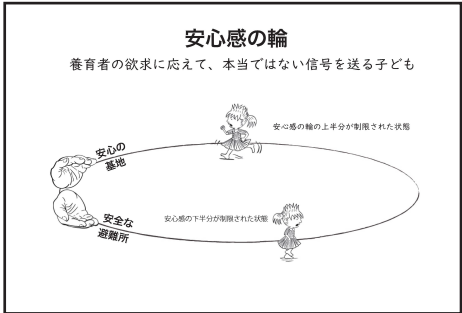 安心感の輪
養育者の欲求に応えて、本当ではない信号を送る子ども
安心感の輪の上半分が制限された状態
安心の
基地
安全な
避難所
安心感の下半分が制限された状態